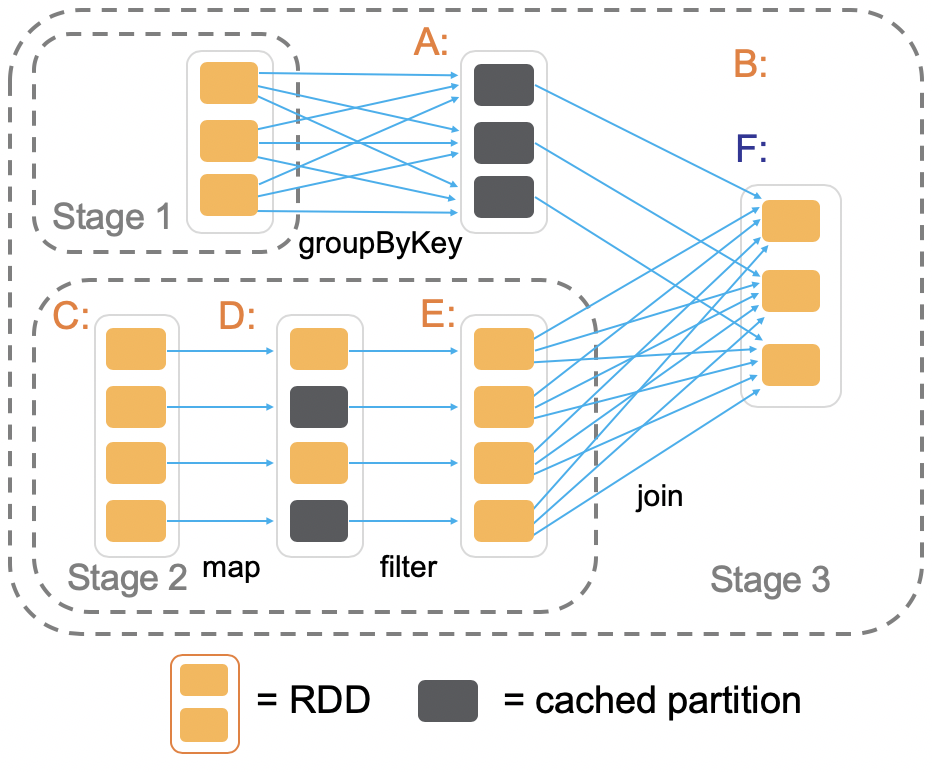 A:
B:
F:
Stage 1
groupByKey
C:
D:
E:
join
map
filter
Stage 2
Stage 3
= RDD
= cached partition